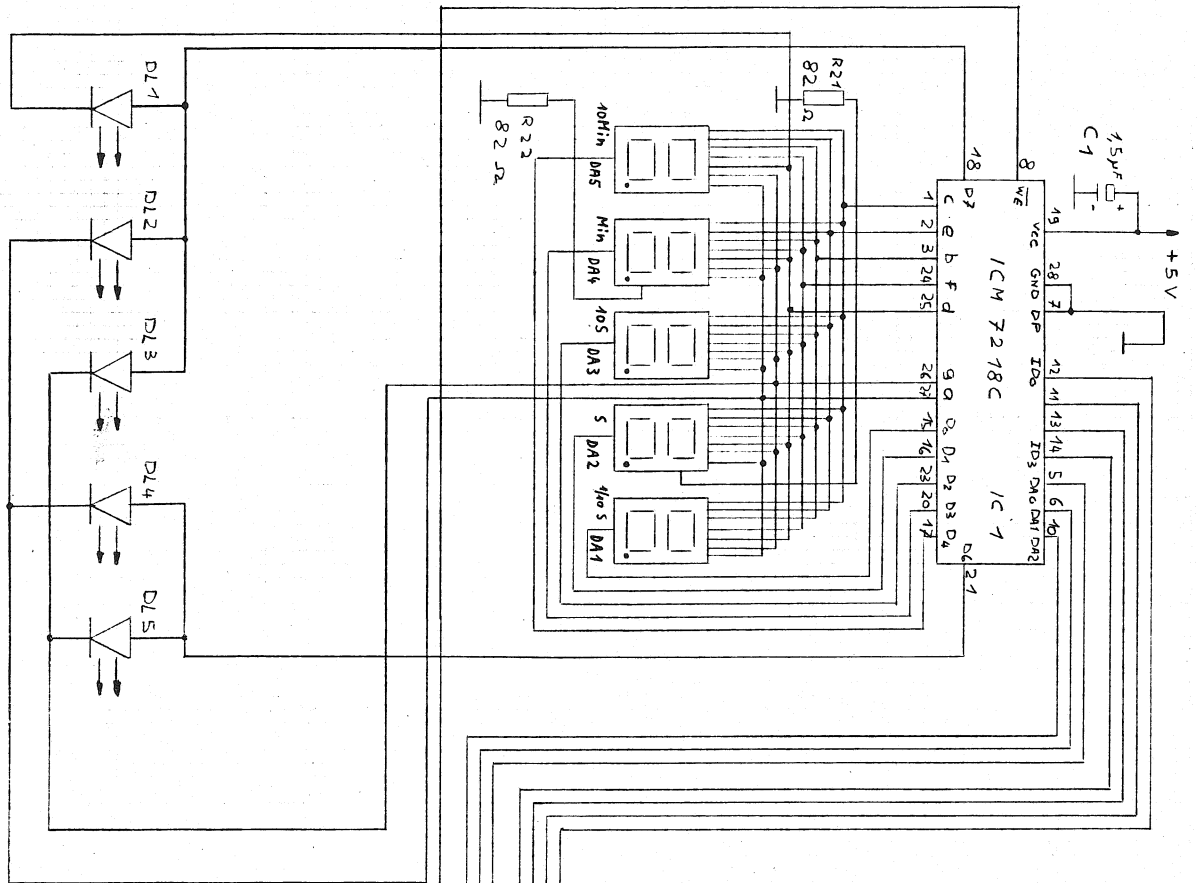 DL1
DL2
DL3
DL4
DL5
R22
82 Ω
R21
82 Ω
10Min
DA5
Min
DA4
10S
DA3
S
DA2
1/10 S
DA1
18
D7
8
WE
1,5 µF
C1
-
+
+5V
1
c
2
e
3
b
24
f
25
d
26
g
27
a
15
D0
16
D1
23
D2
20
D3
17
D4
D6
21
ICM 7218C
IC 1
19
Vcc
28
GND
7
DP
12
ID0
11
13
14
ID3
5
DA0
6
DA1
10
DA2